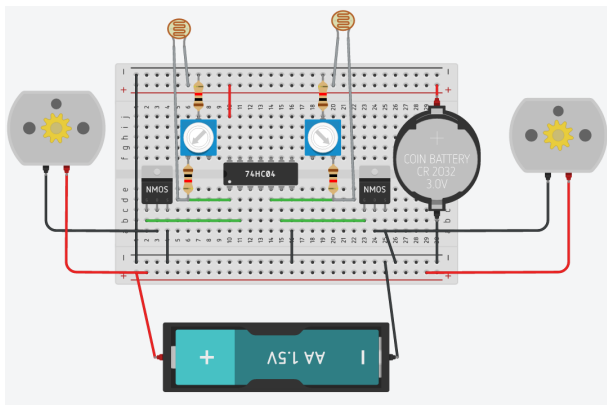 COIN BATTERY
CR 2032
3.0V
74HC04
NMOS
NMOS
AA 1.5V